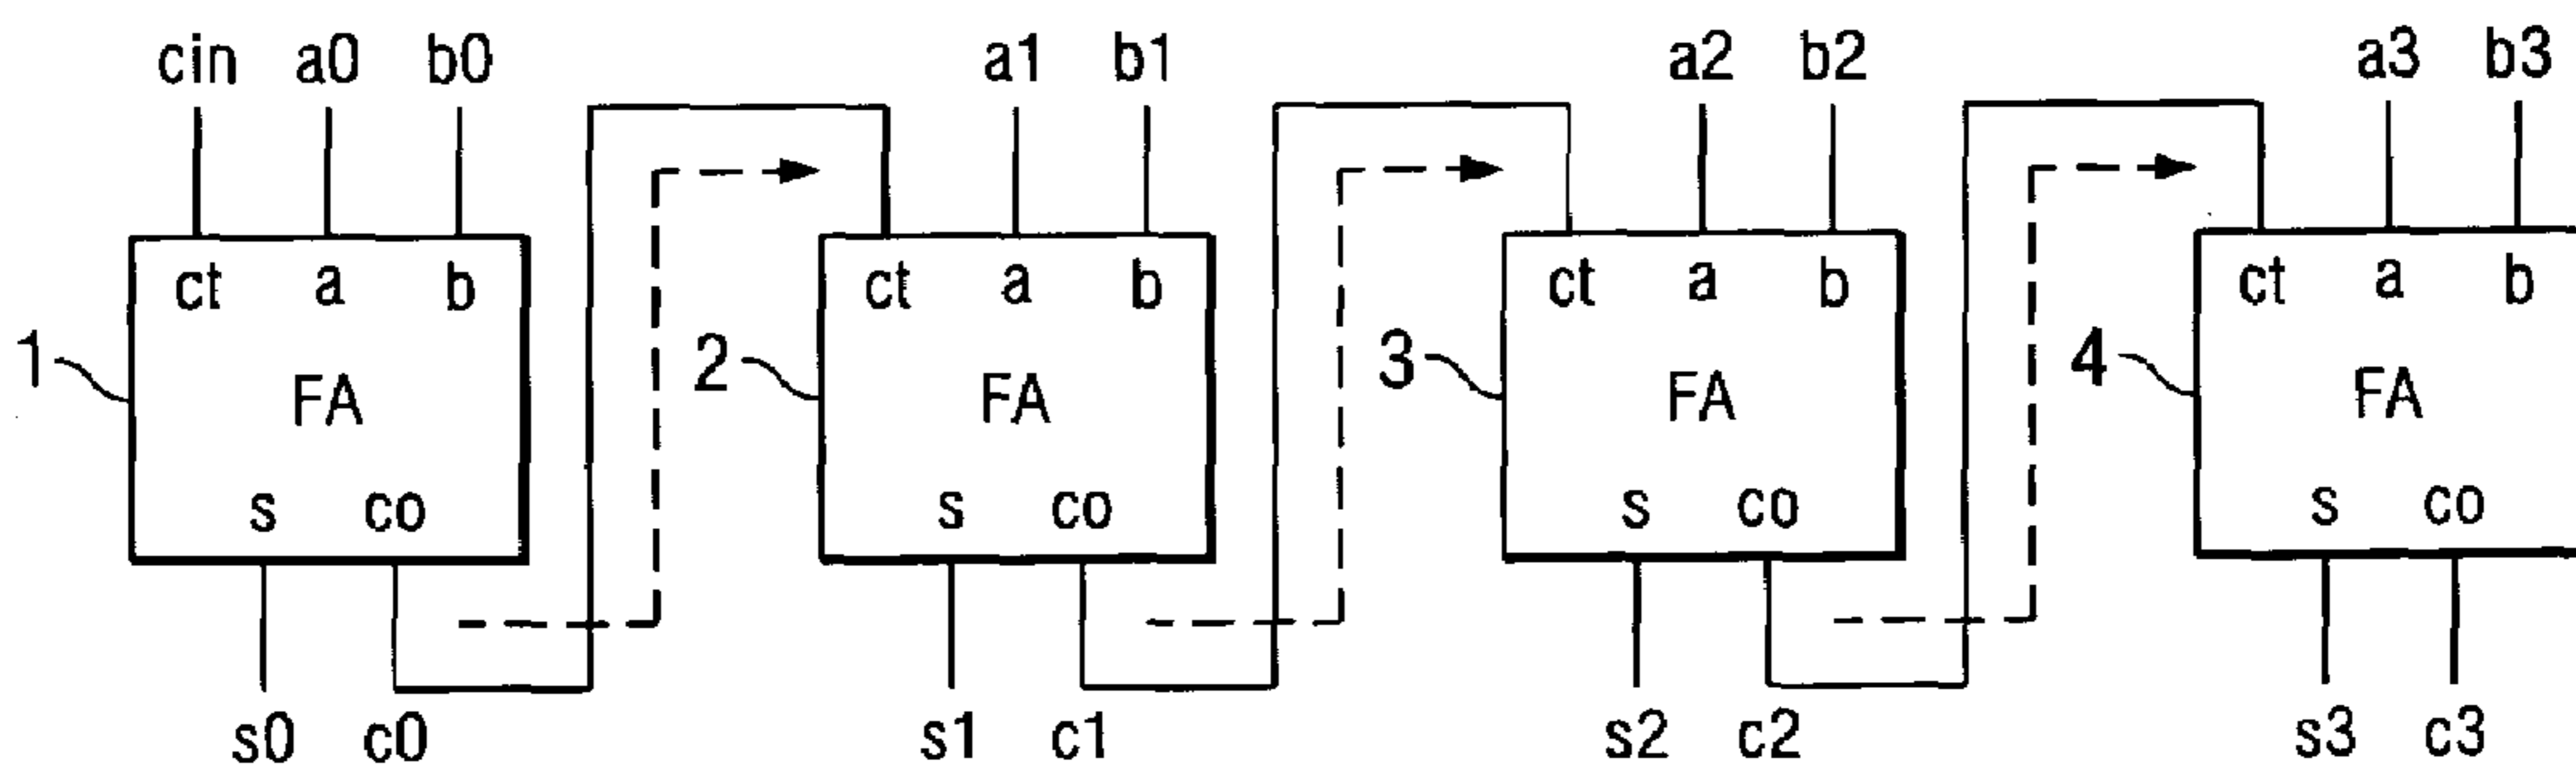 cin a0 b0 a1 b1 a2 b2 a3 b3
ct a b ct a b ct a b ct a b
1 FA 2 FA 3 FA 4 FA
s co s co s co s co
s0 c0 s1 c1 s2 c2 s3 c3